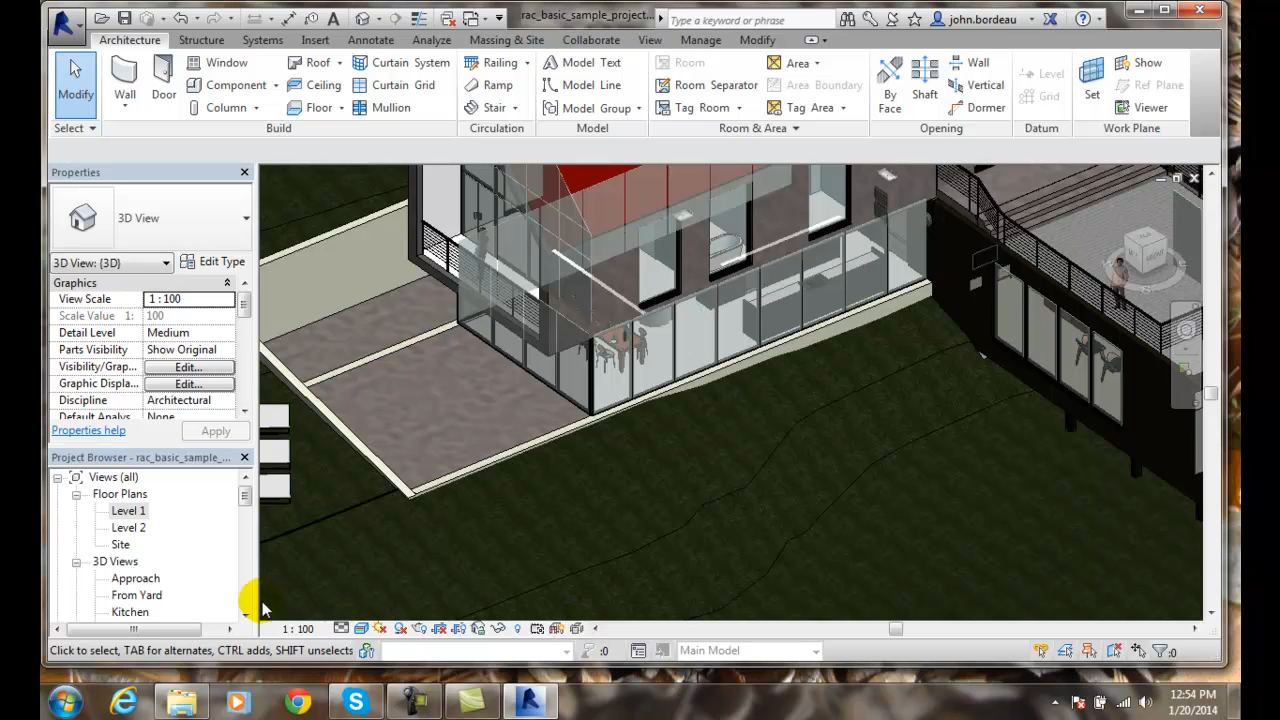 rac_basic_sample_project... Type a keyword or phrase john.bordeau
Architecture Structure Systems Insert Annotate Analyze Massing & Site Collaborate View Manage Modify
Modify Wall Door Window Roof Curtain System Railing Model Text Room Area Wall Level Show
Component Ceiling Curtain Grid Ramp Model Line Room Separator Area Boundary By Face Shaft Vertical Grid Set Ref Plane
Column Floor Mullion Stair Model Group Tag Room Tag Area Dormer Viewer
Select Build Circulation Model Room & Area Opening Datum Work Plane
Properties
3D View
3D View: {3D} Edit Type
Graphics
View Scale 1 : 100
Scale Value 1: 100
Detail Level Medium
Parts Visibility Show Original
Visibility/Grap... Edit...
Graphic Displa... Edit...
Discipline Architectural
Default Analys... None
Properties help Apply
Project Browser - rac_basic_sample_...
Views (all)
Floor Plans
Level 1
Level 2
Site
3D Views
Approach
From Yard
Kitchen
1 : 100
Click to select, TAB for alternates, CTRL adds, SHIFT unselects :0 Main Model :0
12:54 PM
1/20/2014